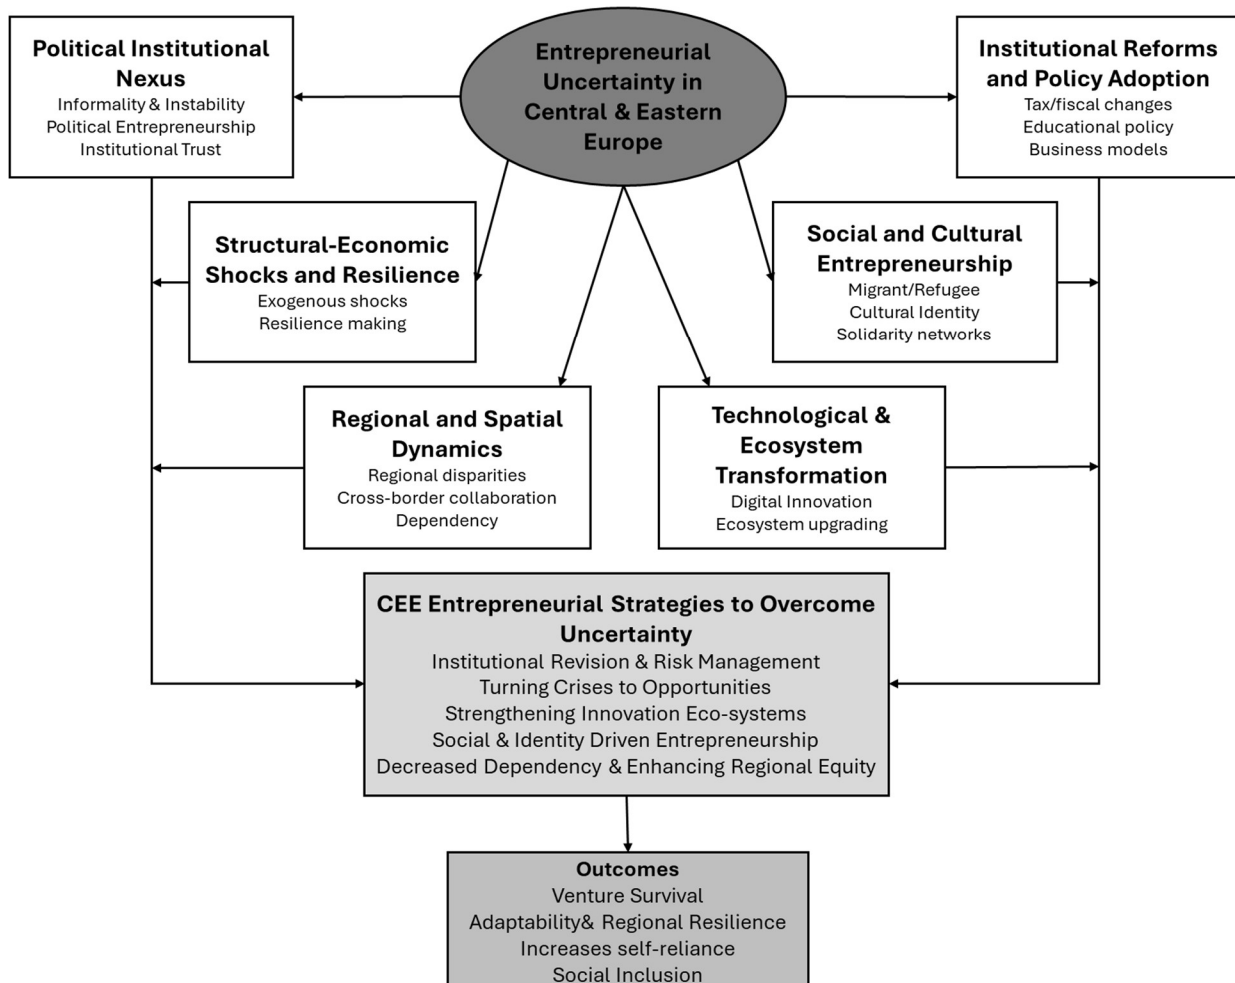 Political Institutional
Nexus
Informality & Instability
Political Entrepreneurship
Institutional Trust
Entrepreneurial
Uncertainty in
Central & Eastern
Europe
Institutional Reforms
and Policy Adoption
Tax/fiscal changes
Educational policy
Business models
Structural-Economic
Shocks and Resilience
Exogenous shocks
Resilience making
Social and Cultural
Entrepreneurship
Migrant/Refugee
Cultural Identity
Solidarity networks
Regional and Spatial
Dynamics
Regional disparities
Cross-border collaboration
Dependency
Technological &
Ecosystem
Transformation
Digital Innovation
Ecosystem upgrading
CEE Entrepreneurial Strategies to Overcome
Uncertainty
Institutional Revision & Risk Management
Turning Crises to Opportunities
Strengthening Innovation Eco-systems
Social & Identity Driven Entrepreneurship
Decreased Dependency & Enhancing Regional Equity
Outcomes
Venture Survival
Adaptability& Regional Resilience
Increases self-reliance
Social Inclusion